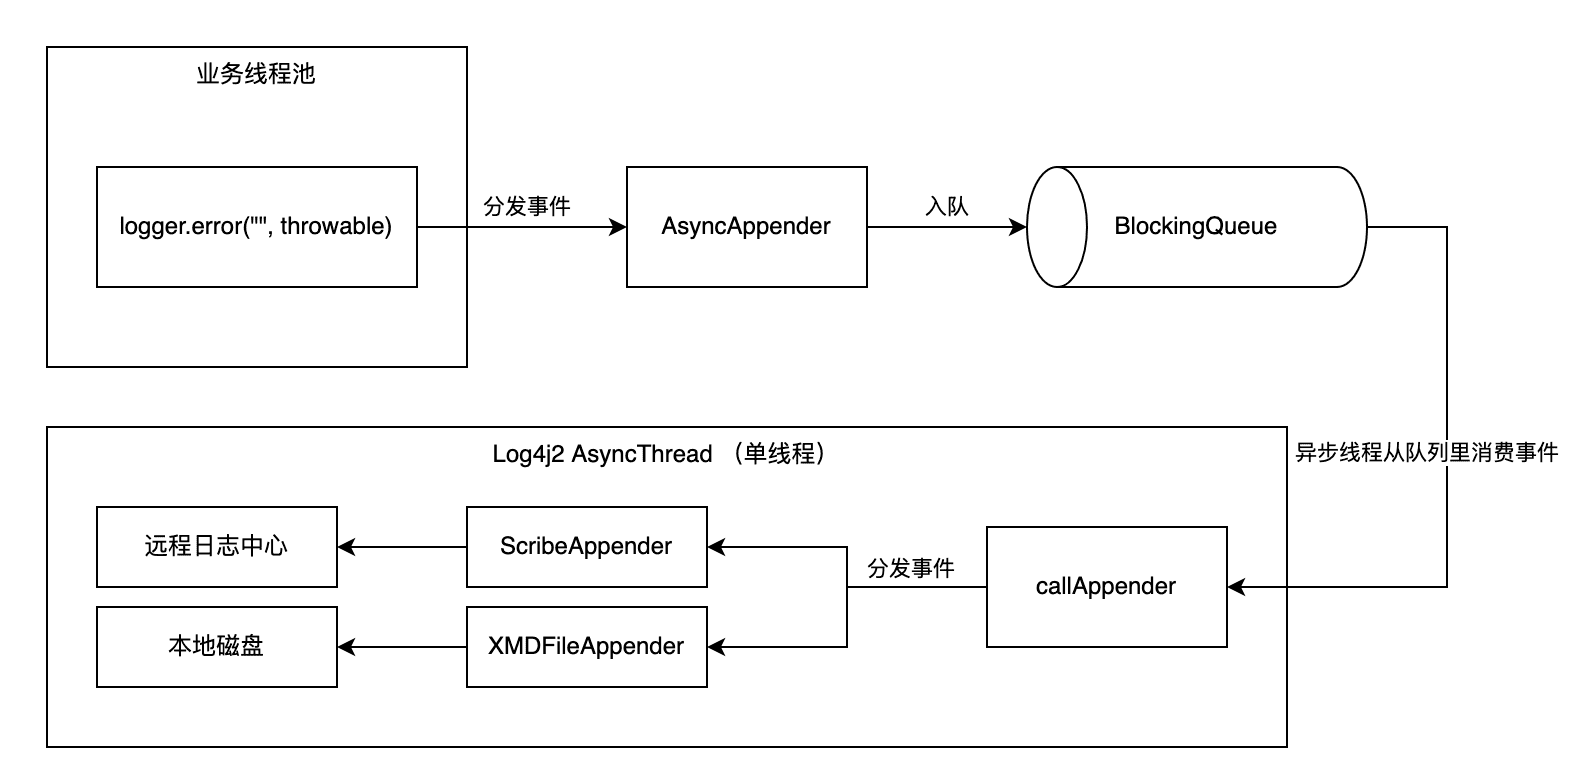 业务线程池
logger.error("", throwable)
分发事件
AsyncAppender
入队
BlockingQueue
异步线程从队列里消费事件
Log4j2 AsyncThread （单线程）
callAppender
分发事件
ScribeAppender
远程日志中心
XMDFileAppender
本地磁盘